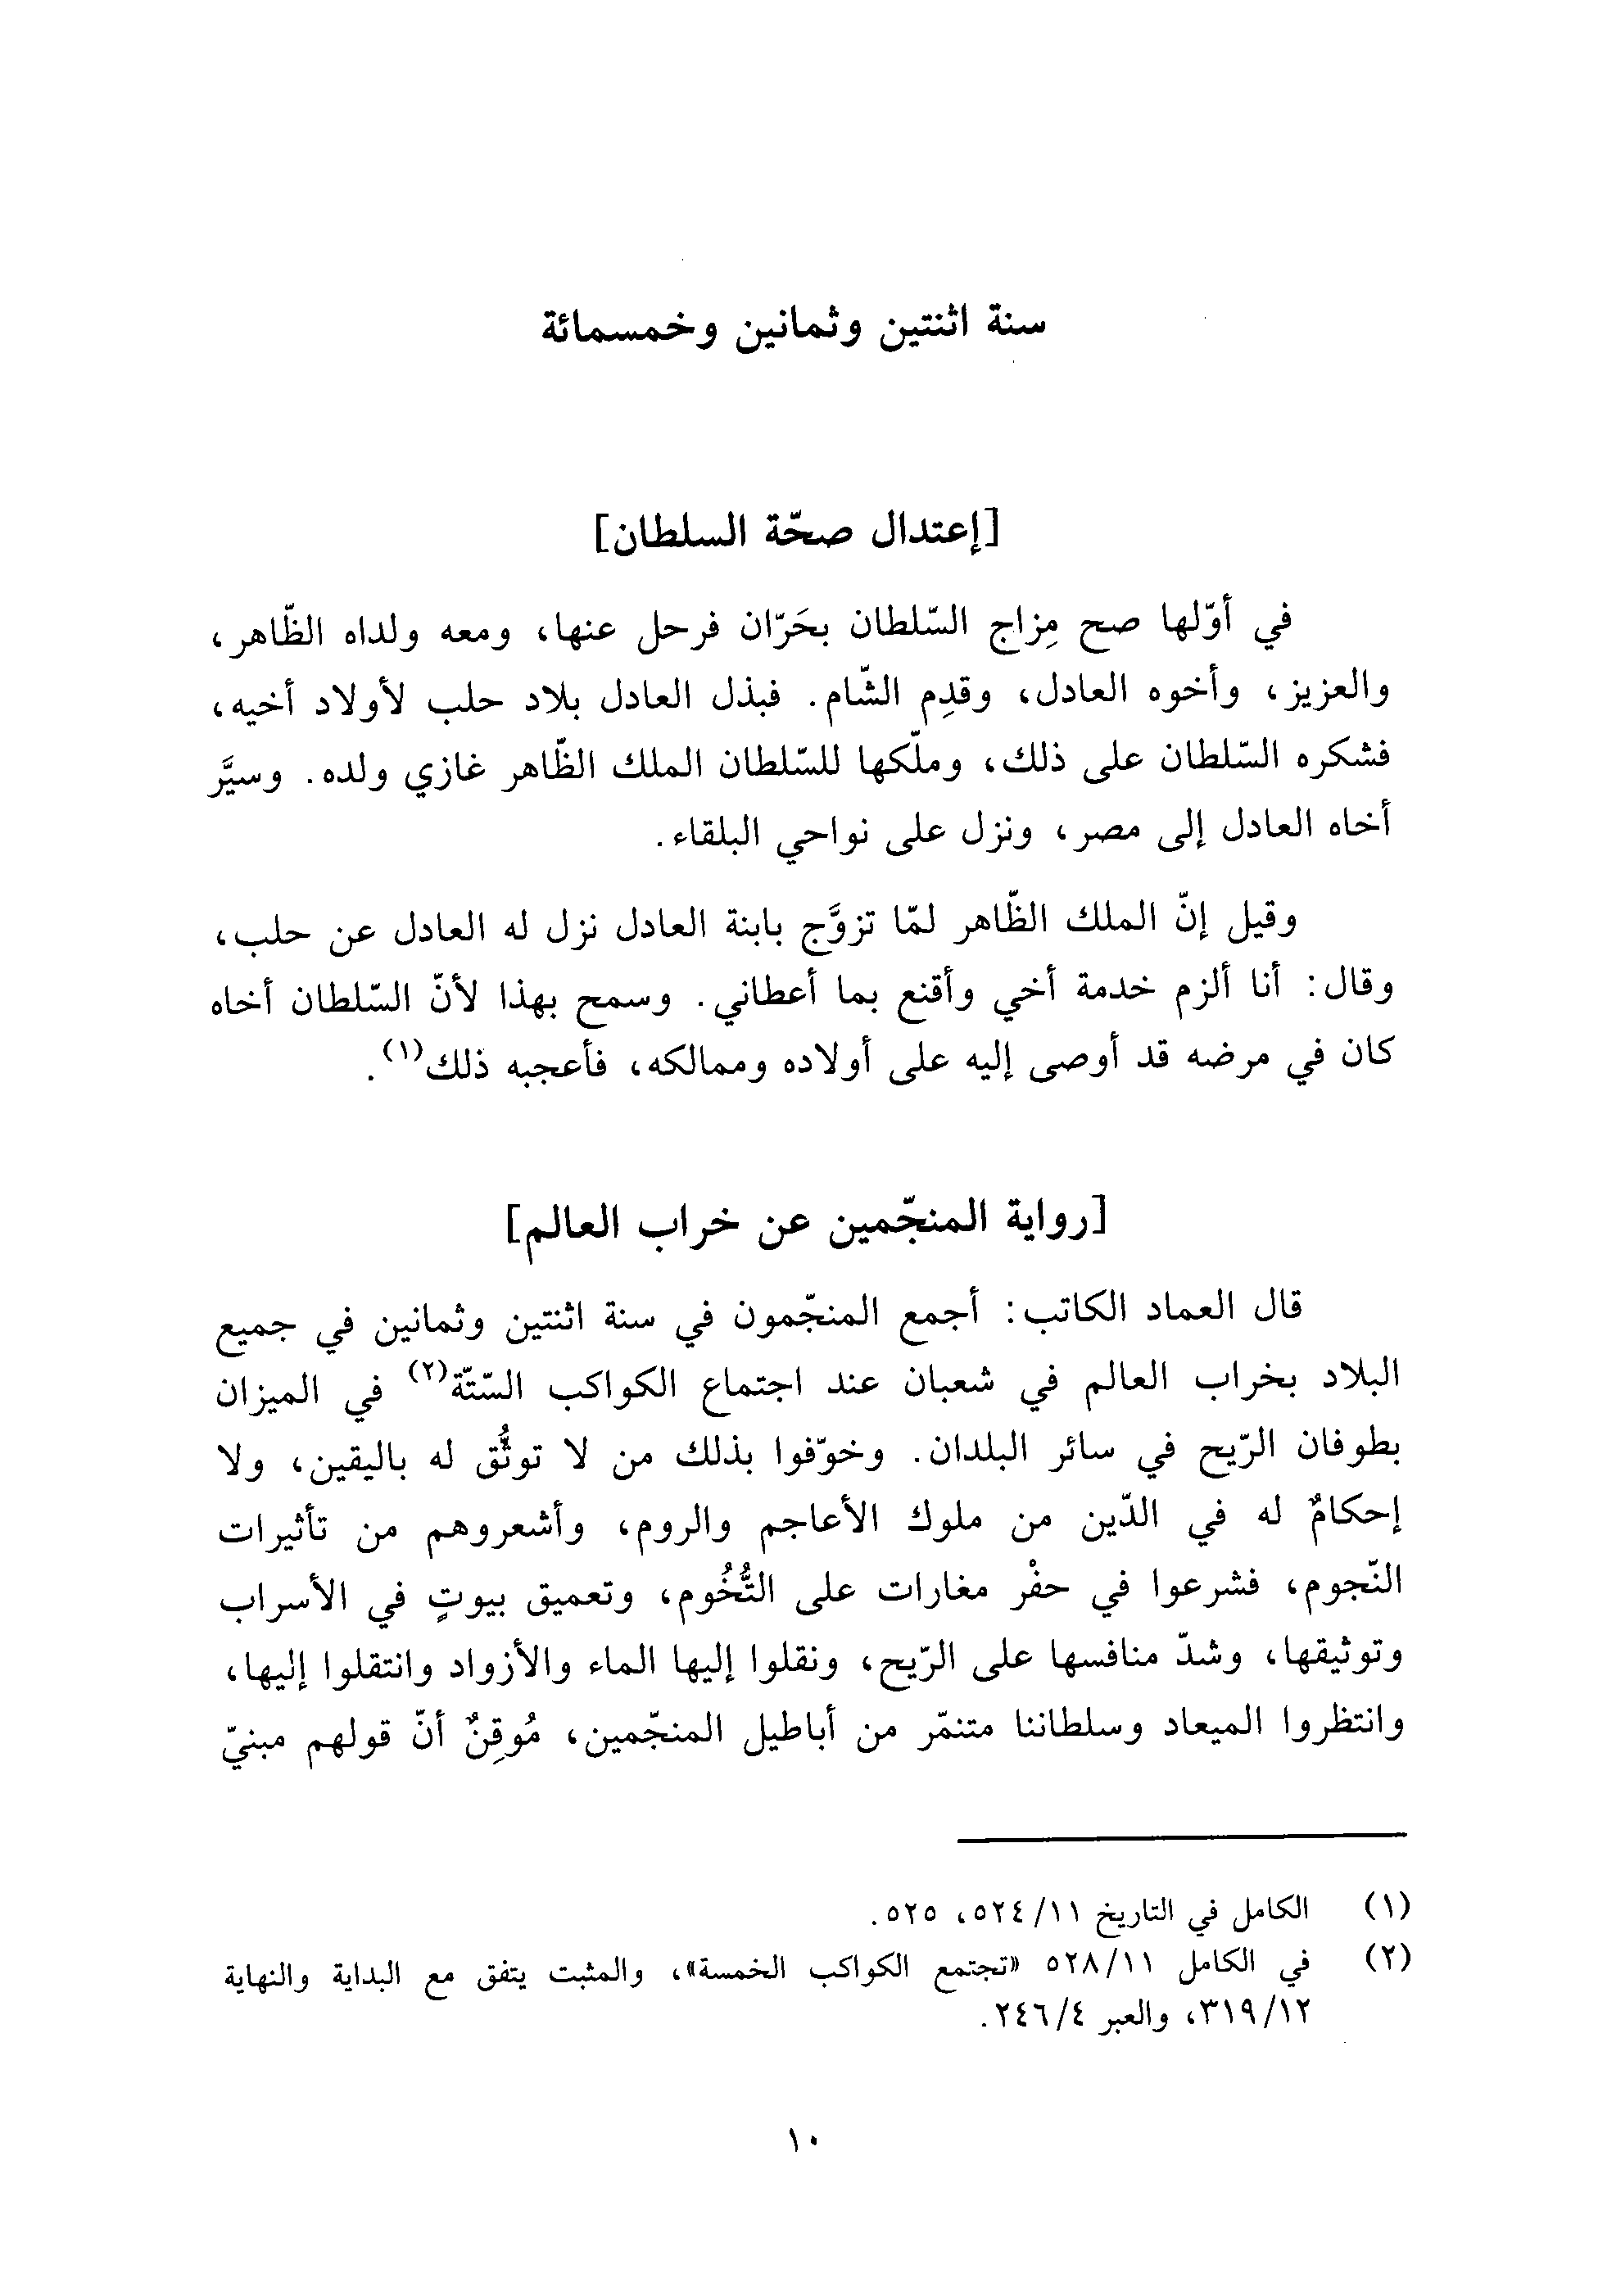 سنة اثنتين وثمانين وخمسمائة
[إعتدال صحّة السلطان]
في أوّلها صح مِزاج السّلطان بحَرّان فرحل عنها، ومعه ولداه الظّاهر،
والعزيز، وأخوه العادل، وقدِم الشّام. فبذل العادل بلاد حلب لأولاد أخيه،
فشكره السّلطان على ذلك، وملّكها للسّلطان الملك الظّاهر غازي ولده. وسيَّر
أخاه العادل إلى مصر، ونزل على نواحي البلقاء.
وقيل إنّ الملك الظّاهر لمّا تزوَّج بابنة العادل نزل له العادل عن حلب،
وقال: أنا ألزم خدمة أخي وأقنع بما أعطاني. وسمح بهذا لأنّ السّلطان أخاه
كان في مرضه قد أوصى إليه على أولاده وممالكه، فأعجبه ذلك(١).
[رواية المنجّمين عن خراب العالم]
قال العماد الكاتب: أجمع المنجّمون في سنة اثنتين وثمانين في جميع
البلاد بخراب العالم في شعبان عند اجتماع الكواكب السّتّة(٢) في الميزان
بطوفان الرّيح في سائر البلدان. وخوّفوا بذلك من لا توثُّق له باليقين، ولا
إحكامٌ له في الدّين من ملوك الأعاجم والروم، وأشعروهم من تأثيرات
النّجوم، فشرعوا في حفْر مغارات على التُّخُوم، وتعميق بيوتٍ في الأسراب
وتوثيقها، وشدّ منافسها على الرّيح، ونقلوا إليها الماء والأزواد وانتقلوا إليها،
وانتظروا الميعاد وسلطاننا متنمّر من أباطيل المنجّمين، مُوقِنٌ أنّ قولهم مبنيّ
(١) الكامل في التاريخ ٥٢٤/١١، ٥٢٥.
(٢) في الكامل ٥٢٨/١١ «تجتمع الكواكب الخمسة»، والمثبت يتفق مع البداية والنهاية
٣١٩/١٢، والعبر ٢٤٦/٤.
١٠